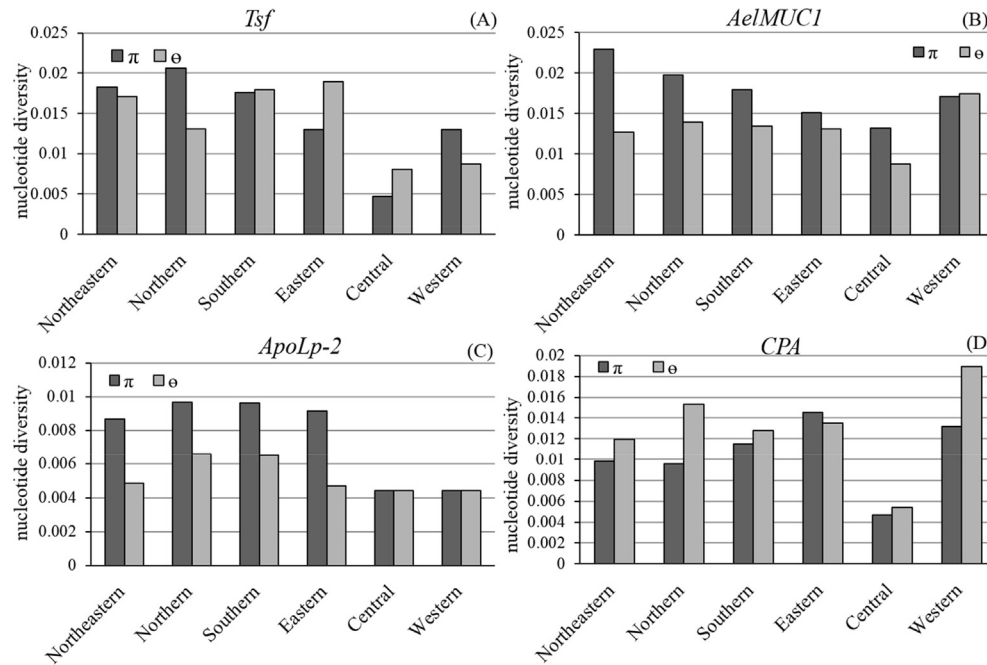 Tsf (A)
nucleotide diversity
0.025
0.02
0.015
0.01
0.005
0
π ɵ
Northeastern
Northern
Southern
Eastern
Central
Western
AelMUC1 (B)
nucleotide diversity
0.025
0.02
0.015
0.01
0.005
0
π ɵ
Northeastern
Northern
Southern
Eastern
Central
Western
ApoLp-2 (C)
nucleotide diversity
0.012
0.01
0.008
0.006
0.004
0.002
0
π ɵ
Northeastern
Northern
Southern
Eastern
Central
Western
CPA (D)
nucleotide diversity
0.02
0.018
0.016
0.014
0.012
0.01
0.008
0.006
0.004
0.002
0
π ɵ
Northeastern
Northern
Southern
Eastern
Central
Western